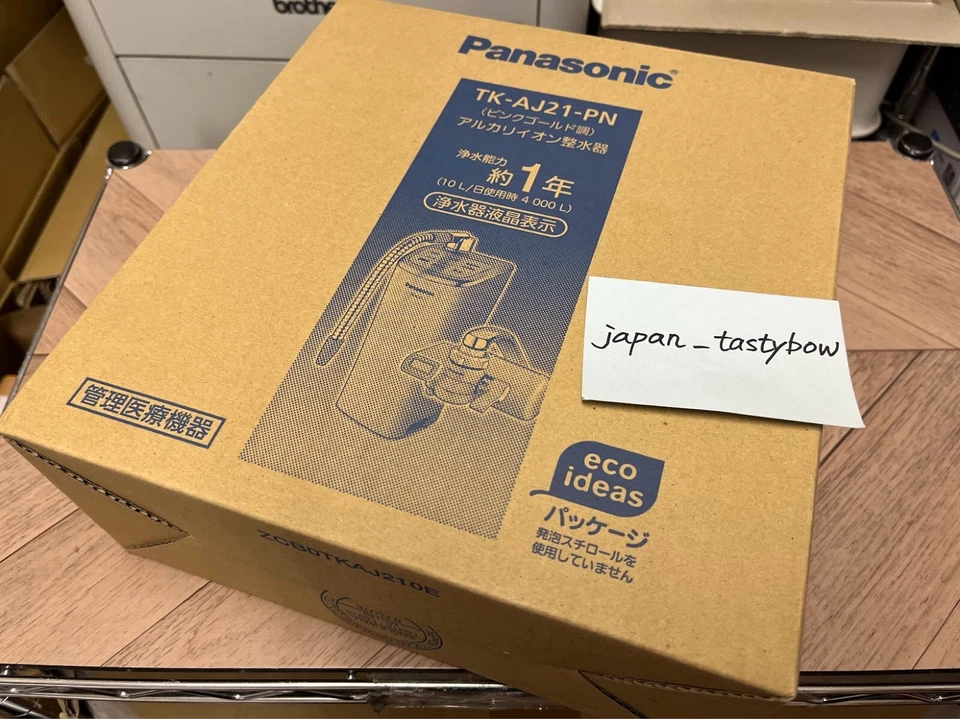 brothe
Panasonic
TK-AJ21-PN
(ピンクゴールド調)
アルカリイオン整水器
浄水能力
約1年
(10 L/日使用時 4 000 L)
浄水器液晶表示
Panasonic
japan_tastybow
管理医療機器
eco
ideas
パッケージ
発泡スチロールを
使用していません
ZCB0TKAJ210E